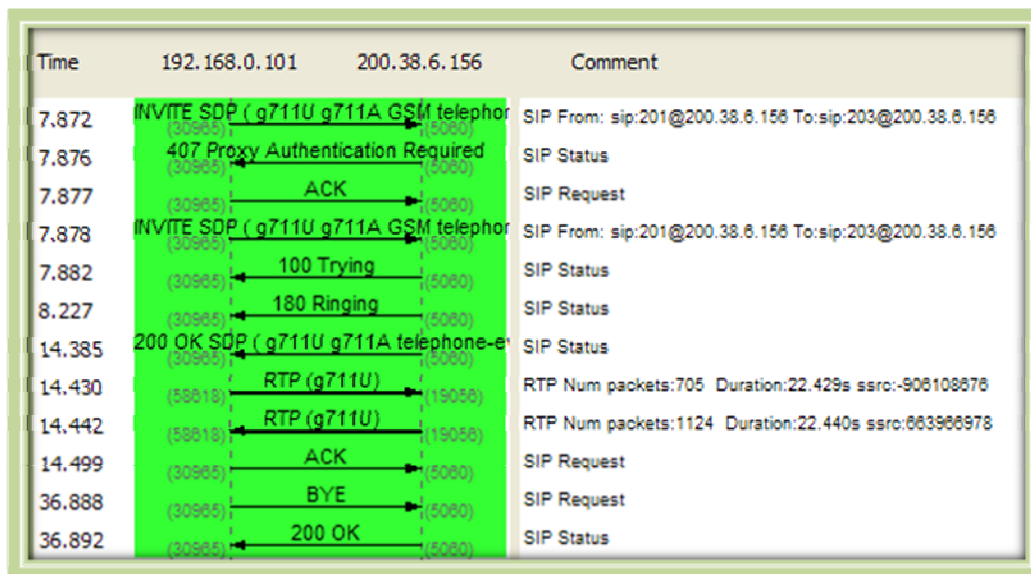 Time 192.168.0.101 200.38.6.156 Comment
7.872 INVITE SDP ( g711U g711A GSM telephor SIP From: sip:201@200.38.6.156 To:sip:203@200.38.6.156
(30965) (5060)
7.876 407 Proxy Authentication Required SIP Status
(30965) (5060)
7.877 ACK SIP Request
(30965) (5060)
7.878 INVITE SDP ( g711U g711A GSM telephor SIP From: sip:201@200.38.6.156 To:sip:203@200.38.6.156
(30965) (5060)
7.882 100 Trying SIP Status
(30965) (5060)
8.227 180 Ringing SIP Status
(30965) (5060)
14.385 200 OK SDP ( g711U g711A telephone-e SIP Status
(30965) (5060)
14.430 RTP (g711U) RTP Num packets:705 Duration:22.429s ssrc:-906108676
(58618) (19056)
14.442 RTP (g711U) RTP Num packets:1124 Duration:22.440s ssrc:663966978
(58618) (19056)
14.499 ACK SIP Request
(30965) (5060)
36.888 BYE SIP Request
(30965) (5060)
36.892 200 OK SIP Status
(30965) (5060)